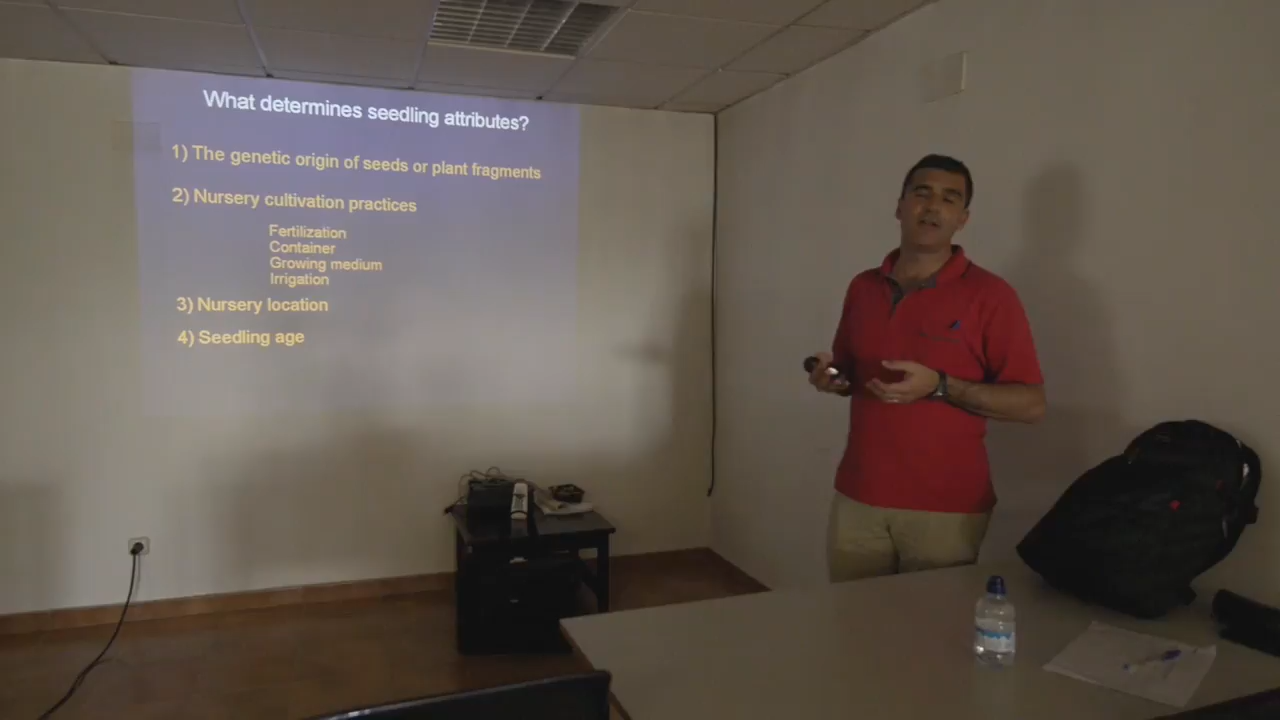 What determines seedling attributes?
1) The genetic origin of seeds or plant fragments
2) Nursery cultivation practices
Fertilization
Container
Growing medium
Irrigation
3) Nursery location
4) Seedling age